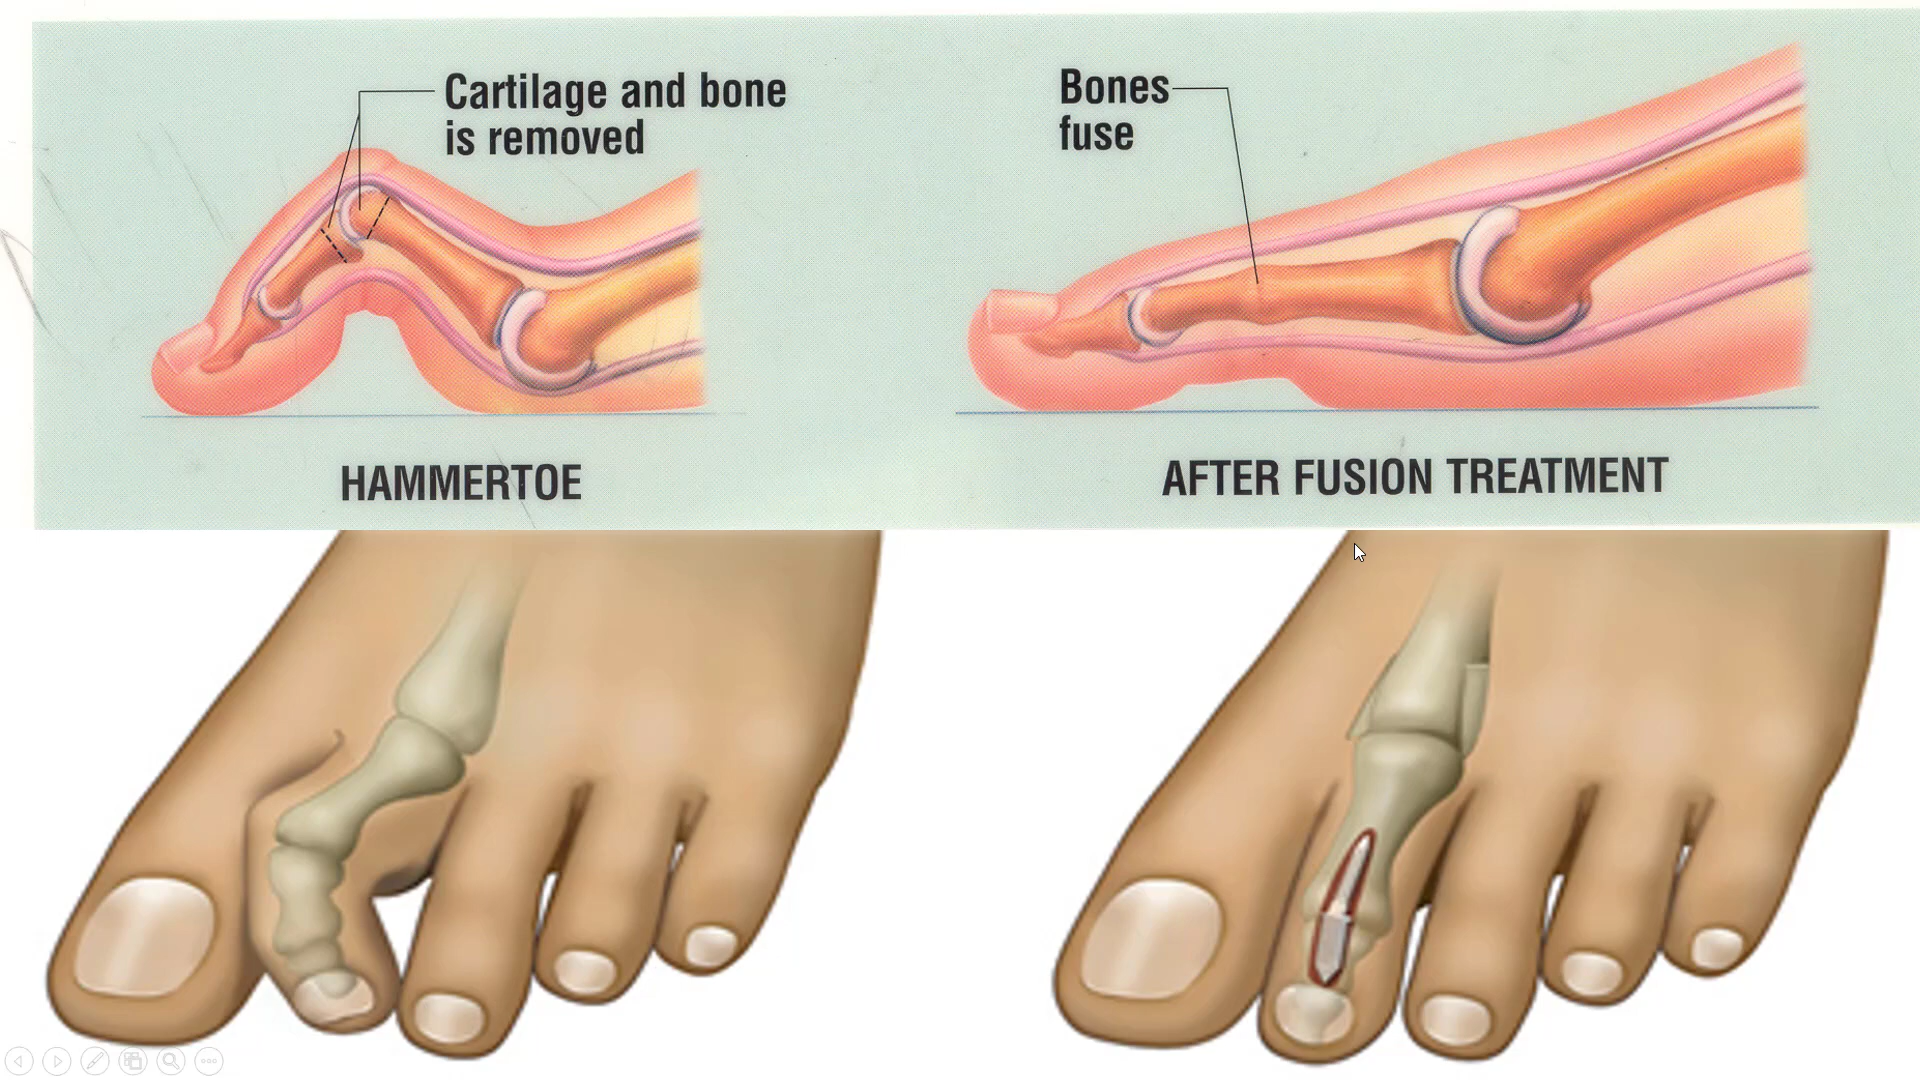 Cartilage and bone
is removed
Bones
fuse
HAMMERTOE
AFTER FUSION TREATMENT